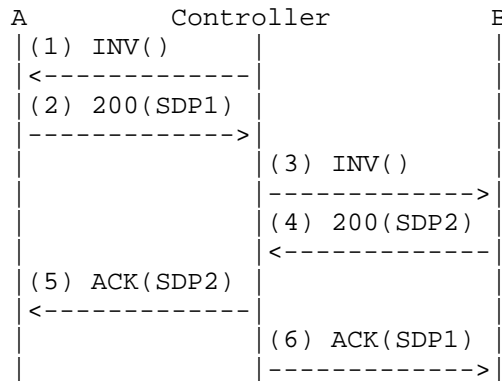 A Controller B
(1) INV()
(2) 200(SDP1)
(3) INV()
(4) 200(SDP2)
(5) ACK(SDP2)
(6) ACK(SDP1)